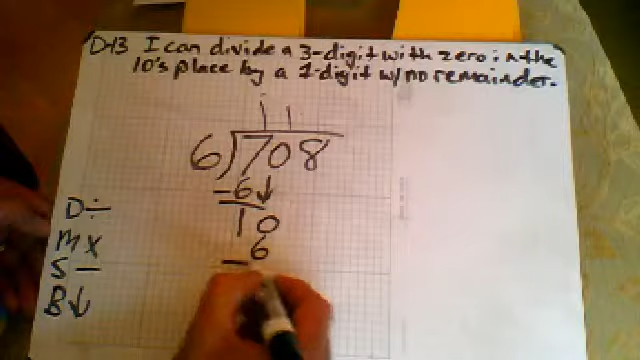 D-13 I can divide a 3-digit with zero in the
10's place by a 1-digit w/ no remainder.
11
6)708
-6↓
10
- 6
D ÷
M x
S -
B ↓